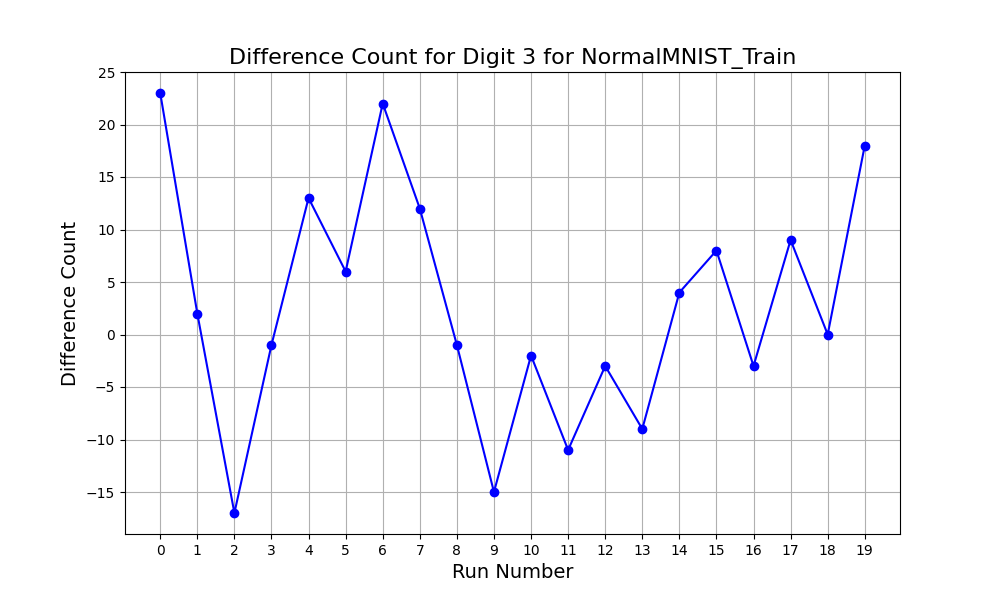 Difference Count for Digit 3 for NormalMNIST_Train
25
20
15
10
5
0
−5
−10
−15
Difference Count
0 1 2 3 4 5 6 7 8 9 10 11 12 13 14 15 16 17 18 19
Run Number